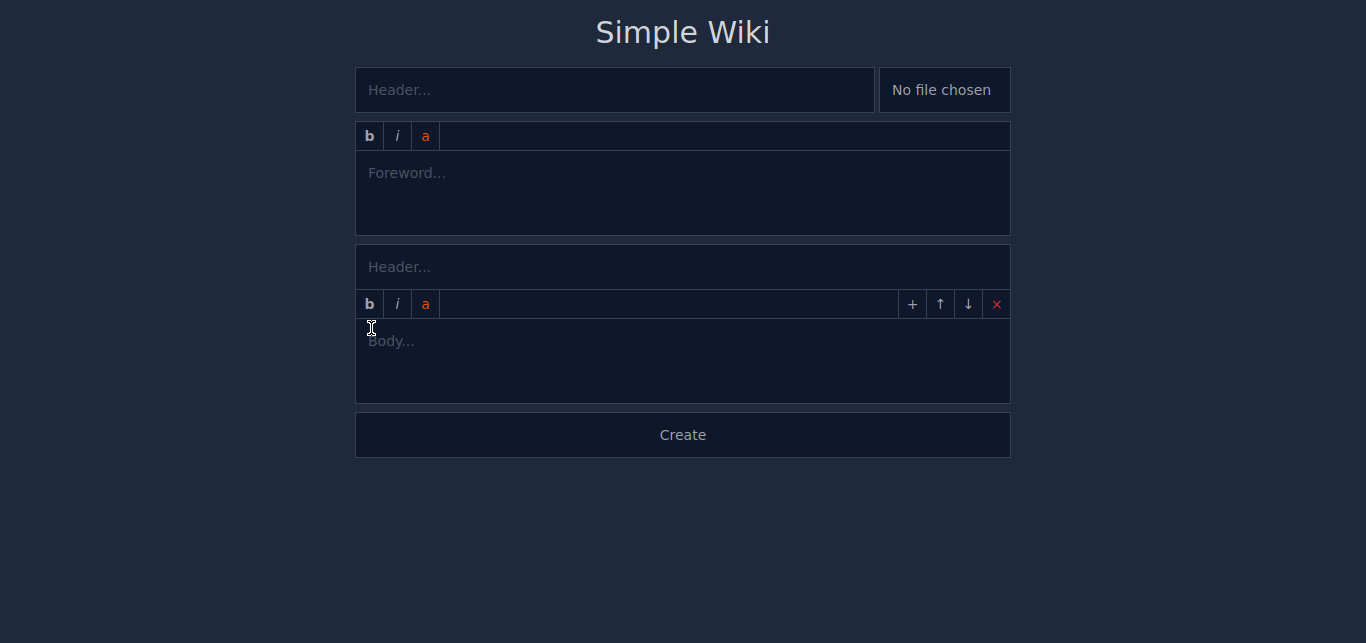 Simple Wiki
Header... No file chosen
b i a
Foreword...
Header...
b i a + ↑ ↓ ×
Body...
Create